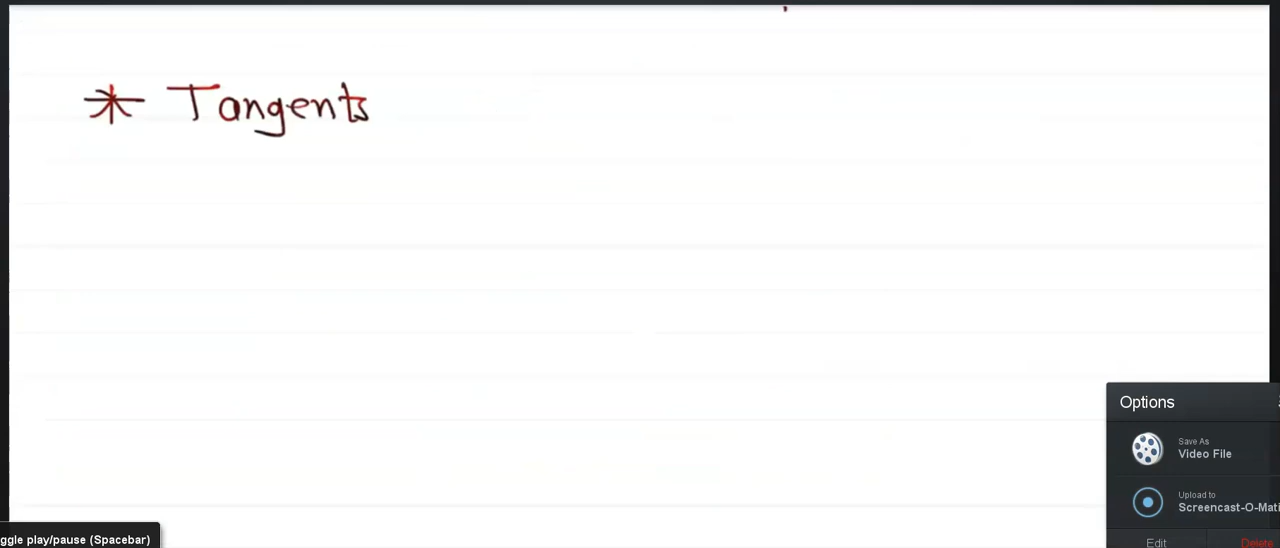 * Tangents
Options
Save As
Video File
Upload to
Screencast-O-Mati
Edit
Delete
ggle play/pause (Spacebar)